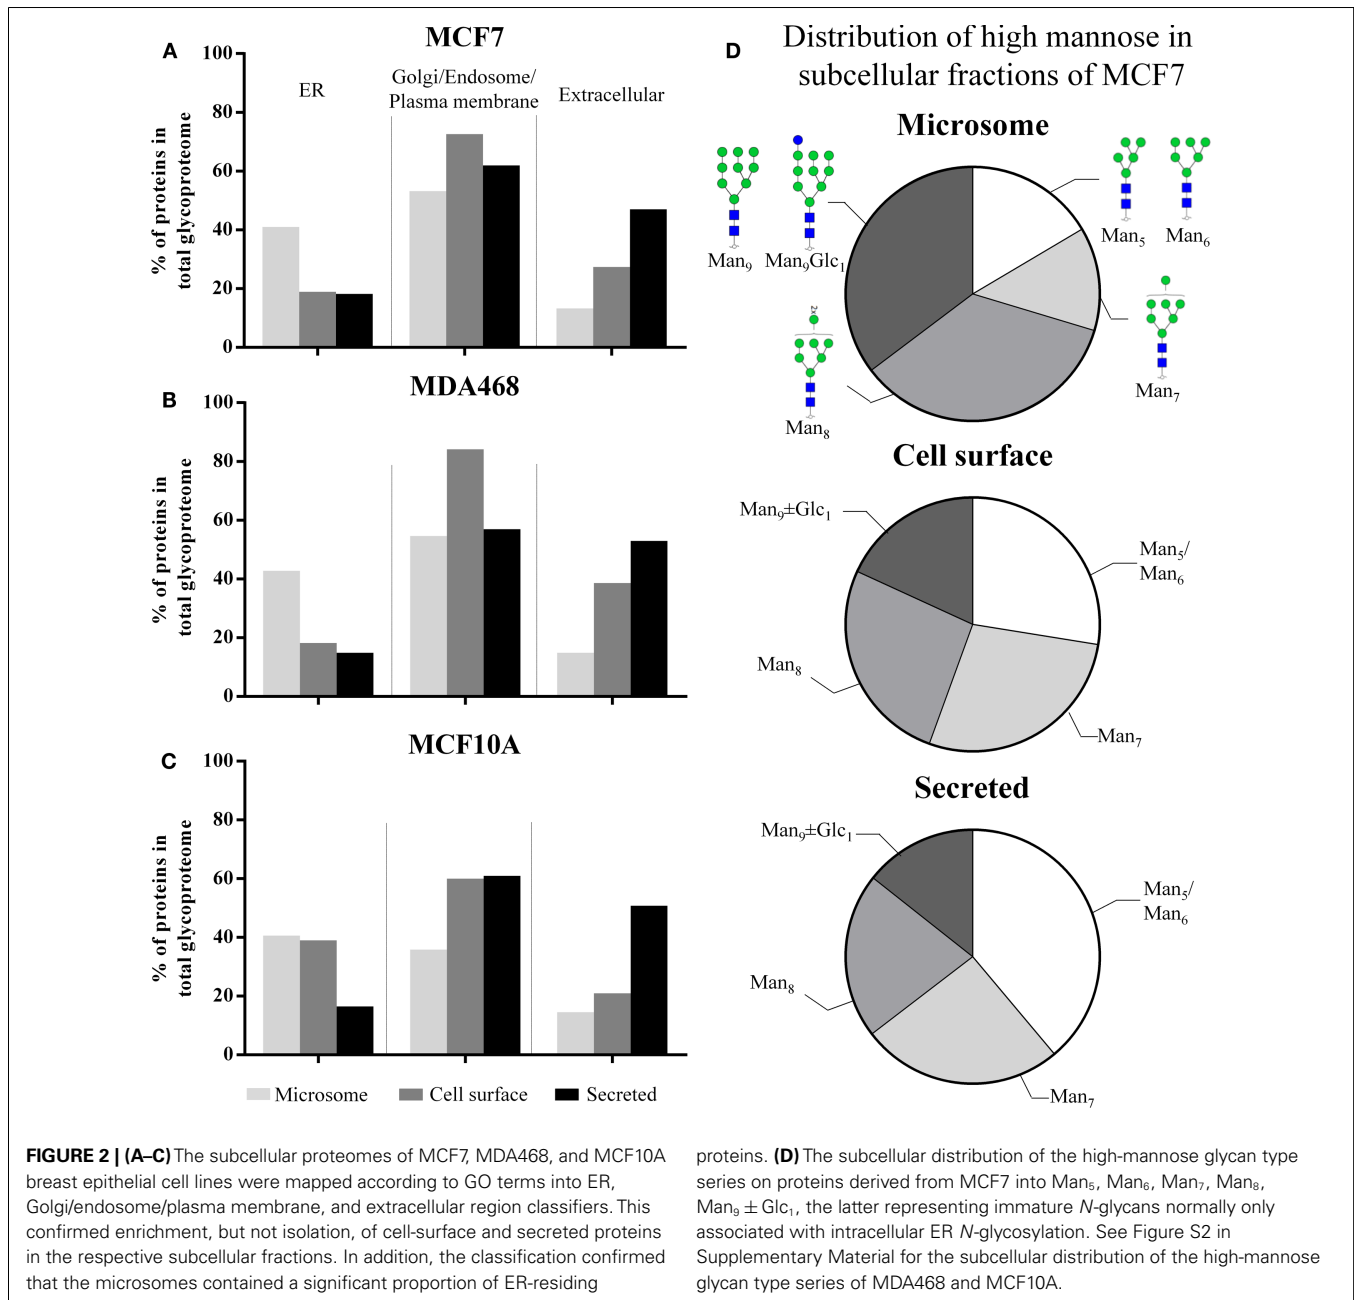 A
MCF7
% of proteins in
total glycoproteome
100
80
60
40
20
0
ER
Golgi/Endosome/
Plasma membrane
Extracellular
B
MDA468
% of proteins in
total glycoproteome
100
80
60
40
20
0
C
MCF10A
% of proteins in
total glycoproteome
100
80
60
40
20
0
Microsome
Cell surface
Secreted
D
Distribution of high mannose in
subcellular fractions of MCF7
Microsome
Man₉
Man₉Glc₁
Man₅
Man₆
Man₇
2x
Man₈
Cell surface
Man₉±Glc₁
Man₅/
Man₆
Man₈
Man₇
Secreted
Man₉±Glc₁
Man₅/
Man₆
Man₈
Man₇
FIGURE 2 | (A–C) The subcellular proteomes of MCF7, MDA468, and MCF10A
breast epithelial cell lines were mapped according to GO terms into ER,
Golgi/endosome/plasma membrane, and extracellular region classifiers. This
confirmed enrichment, but not isolation, of cell-surface and secreted proteins
in the respective subcellular fractions. In addition, the classification confirmed
that the microsomes contained a significant proportion of ER-residing
proteins. (D) The subcellular distribution of the high-mannose glycan type
series on proteins derived from MCF7 into Man₅, Man₆, Man₇, Man₈,
Man₉ ± Glc₁, the latter representing immature N-glycans normally only
associated with intracellular ER N-glycosylation. See Figure S2 in
Supplementary Material for the subcellular distribution of the high-mannose
glycan type series of MDA468 and MCF10A.